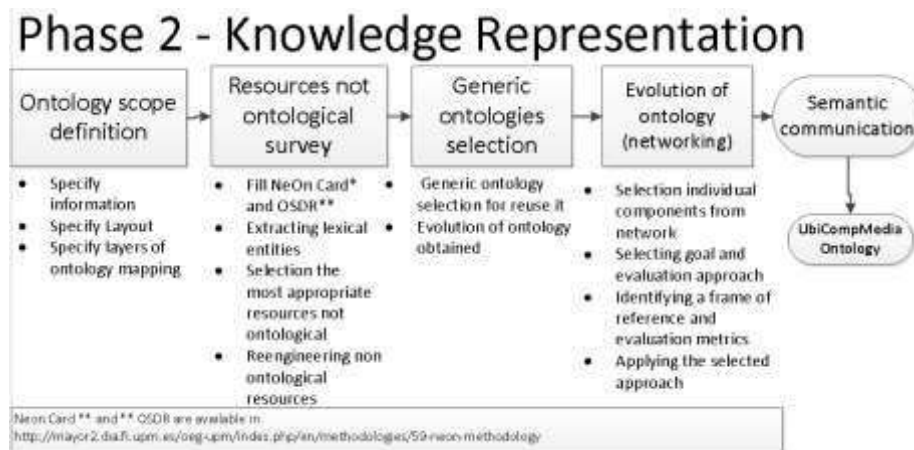 Phase 2 - Knowledge Representation
Ontology scope
definition
Resources not
ontological
survey
Generic
ontologies
selection
Evolution of
ontology
(networking)
Semantic
communication
• Specify
information
• Specify Layout
• Specify layers of
ontology mapping
• Fill NeOn Card*
and OSDR**
• Extracting lexical
entities
• Selection the
most appropriate
resources not
ontological
• Reengineering non
ontological
resources
• Generic ontology
selection for reuse it
• Evolution of ontology
obtained
• Selection individual
components from
network
• Selecting goal and
evaluation approach
• Identifying a frame of
reference and
evaluation metrics
• Applying the selected
approach
UbiCompMedia
Ontology
Neon Card ** and ** OSDR are available in
http://mayor2.dia.fi.upm.es/oeg-upm/index.php/en/methodologies/59-neon-methodology